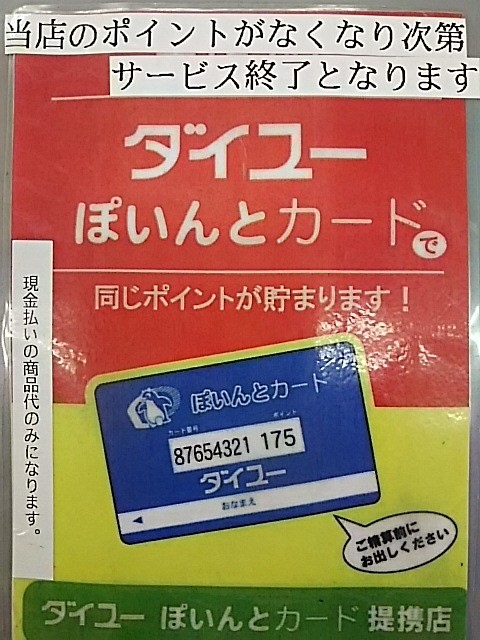 当店のポイントがなくなり次第
サービス終了となります
ダイユー
ぽいんとカードで
同じポイントが貯まります！
現金払いの商品代のみになります。
ぽいんとカード
カード番号 ポイント
87654321 175
ダイユー
おなまえ
ご精算前に
お出しください
ダイユー ぽいんとカード 提携店